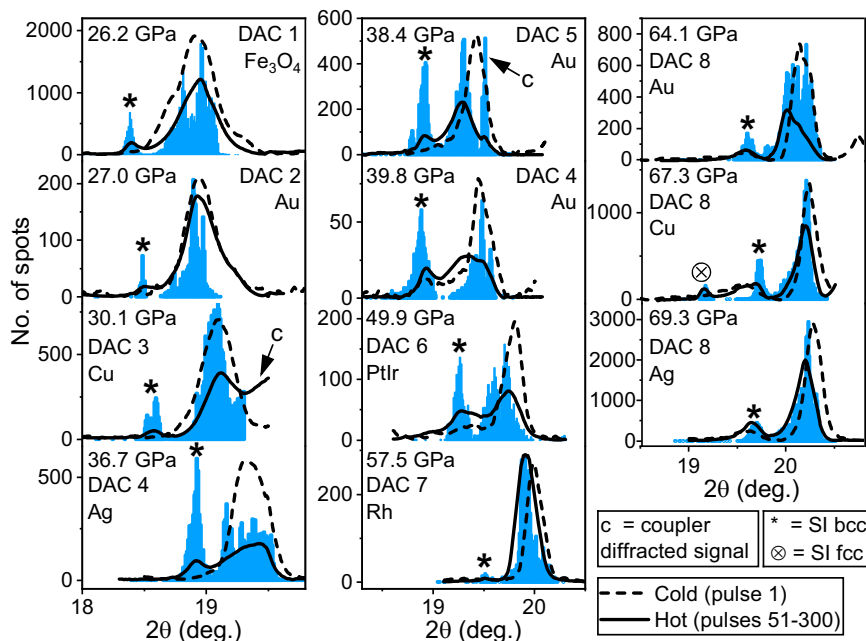 No. of spots
26.2 GPa
DAC 1
Fe₃O₄
*
2000
1000
0
27.0 GPa
DAC 2
Au
*
200
100
0
30.1 GPa
c
DAC 3
Cu
*
500
0
36.7 GPa
*
DAC 4
Ag
500
0
18
19
2θ (deg.)
38.4 GPa
DAC 5
Au
*
c
600
400
200
0
39.8 GPa
DAC 4
Au
*
50
25
0
49.9 GPa
DAC 6
PtIr
*
200
100
0
57.5 GPa
DAC 7
Rh
*
200
0
19
20
2θ (deg.)
64.1 GPa
DAC 8
Au
*
800
600
400
200
0
67.3 GPa
DAC 8
Cu
⊗
*
1000
0
69.3 GPa
DAC 8
Ag
*
3000
2000
1000
0
19
20
2θ (deg.)
c = coupler
diffracted signal
* = SI bcc
⊗ = SI fcc
Cold (pulse 1)
Hot (pulses 51-300)